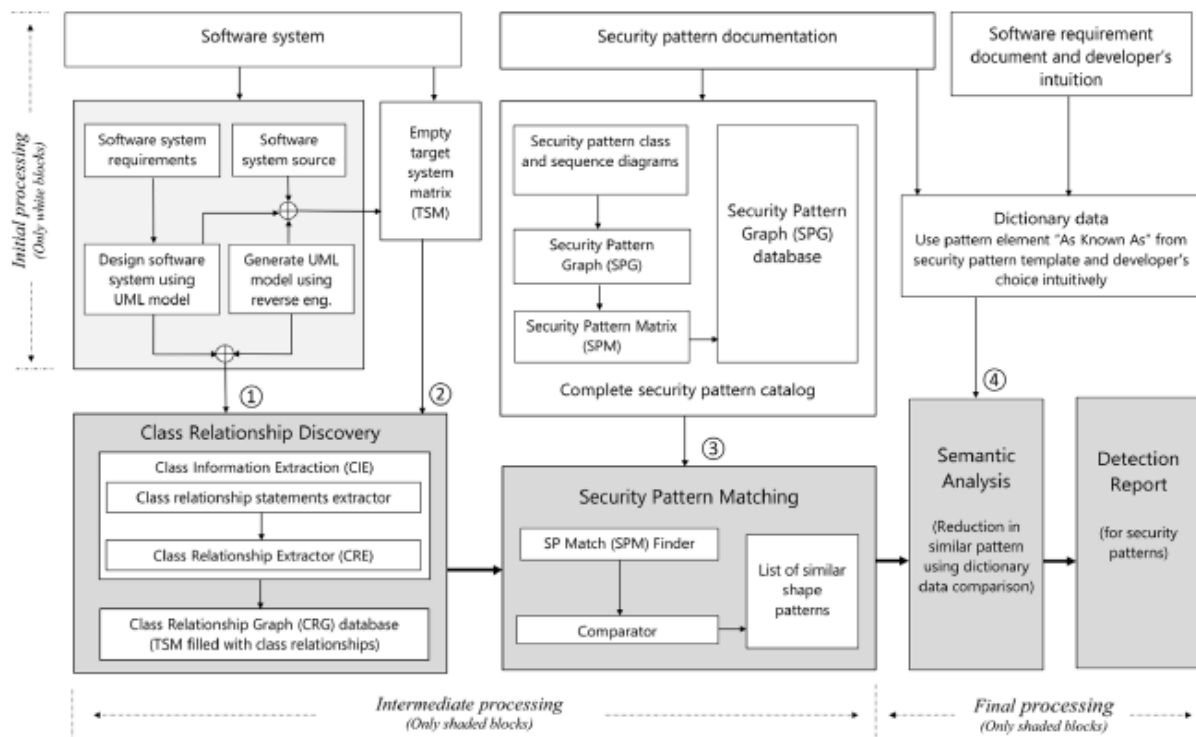 Software system
Security pattern documentation
Software requirement
document and developer's
intuition
Initial processing
(Only white blocks)
Software system
requirements
Software
system source
Empty
target
system
matrix
(TSM)
Design software
system using
UML model
Generate UML
model using
reverse eng.
Security pattern class
and sequence diagrams
Security Pattern
Graph (SPG)
Security Pattern Matrix
(SPM)
Security Pattern
Graph (SPG)
database
Complete security pattern catalog
Dictionary data
Use pattern element "As Known As" from
security pattern template and developer's
choice intuitively
①
②
③
④
Class Relationship Discovery
Class Information Extraction (CIE)
Class relationship statements extractor
Class Relationship Extractor (CRE)
Class Relationship Graph (CRG) database
(TSM filled with class relationships)
Security Pattern Matching
SP Match (SPM) Finder
Comparator
List of similar
shape
patterns
Semantic
Analysis
(Reduction in
similar pattern
using dictionary
data comparison)
Detection
Report
(for security
patterns)
Intermediate processing
(Only shaded blocks)
Final processing
(Only shaded blocks)